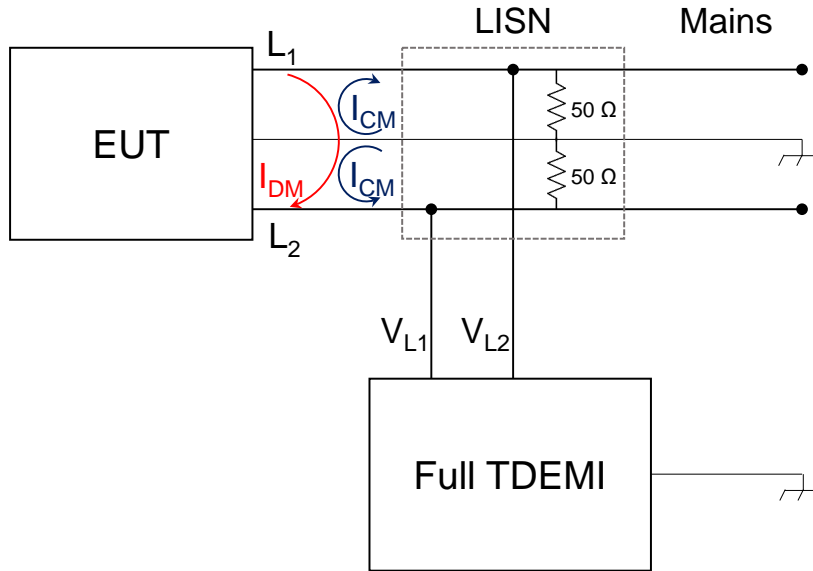 LISN
Mains
L1
ICM
50 Ω
EUT
IDM
ICM
50 Ω
L2
VL1
VL2
Full TDEMI